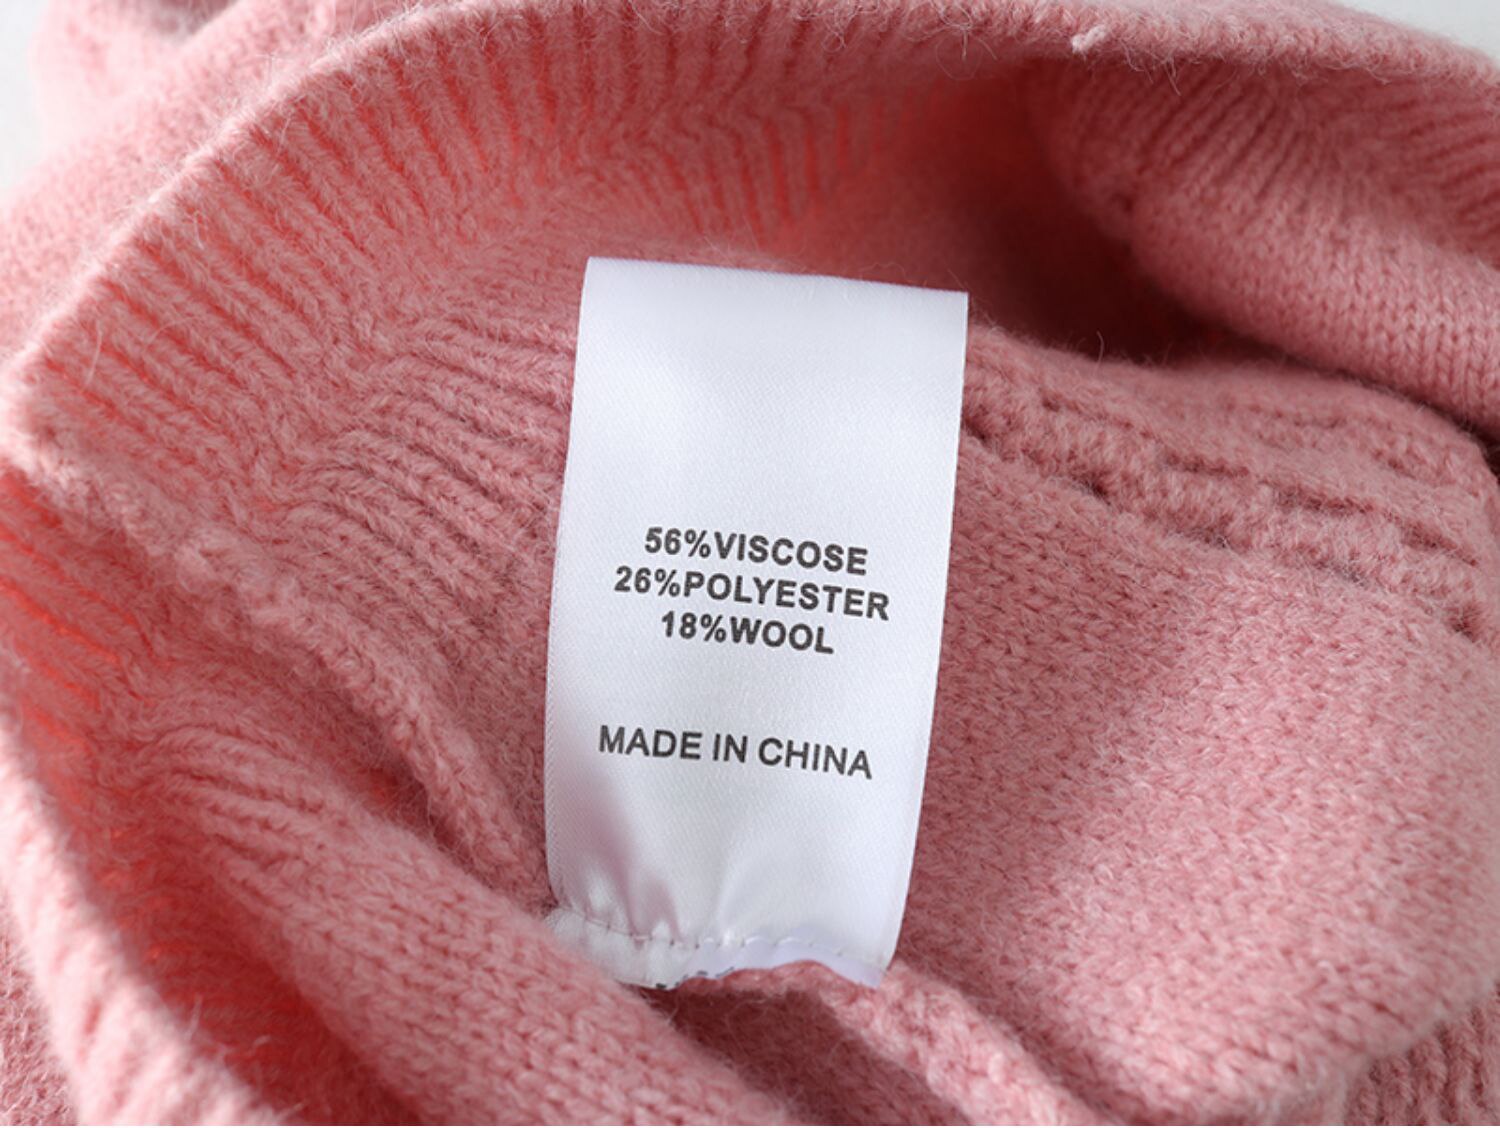 56%VISCOSE
26%POLYESTER
18%WOOL
MADE IN CHINA